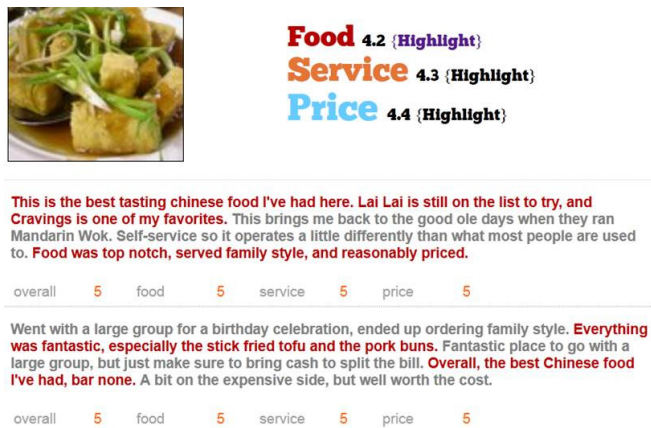 Food 4.2 {Highlight}
Service 4.3 {Highlight}
Price 4.4 {Highlight}
This is the best tasting chinese food I've had here. Lai Lai is still on the list to try, and
Cravings is one of my favorites. This brings me back to the good ole days when they ran
Mandarin Wok. Self-service so it operates a little differently than what most people are used
to. Food was top notch, served family style, and reasonably priced.
overall 5 food 5 service 5 price 5
Went with a large group for a birthday celebration, ended up ordering family style. Everything
was fantastic, especially the stick fried tofu and the pork buns. Fantastic place to go with a
large group, but just make sure to bring cash to split the bill. Overall, the best Chinese food
I've had, bar none. A bit on the expensive side, but well worth the cost.
overall 5 food 5 service 5 price 5